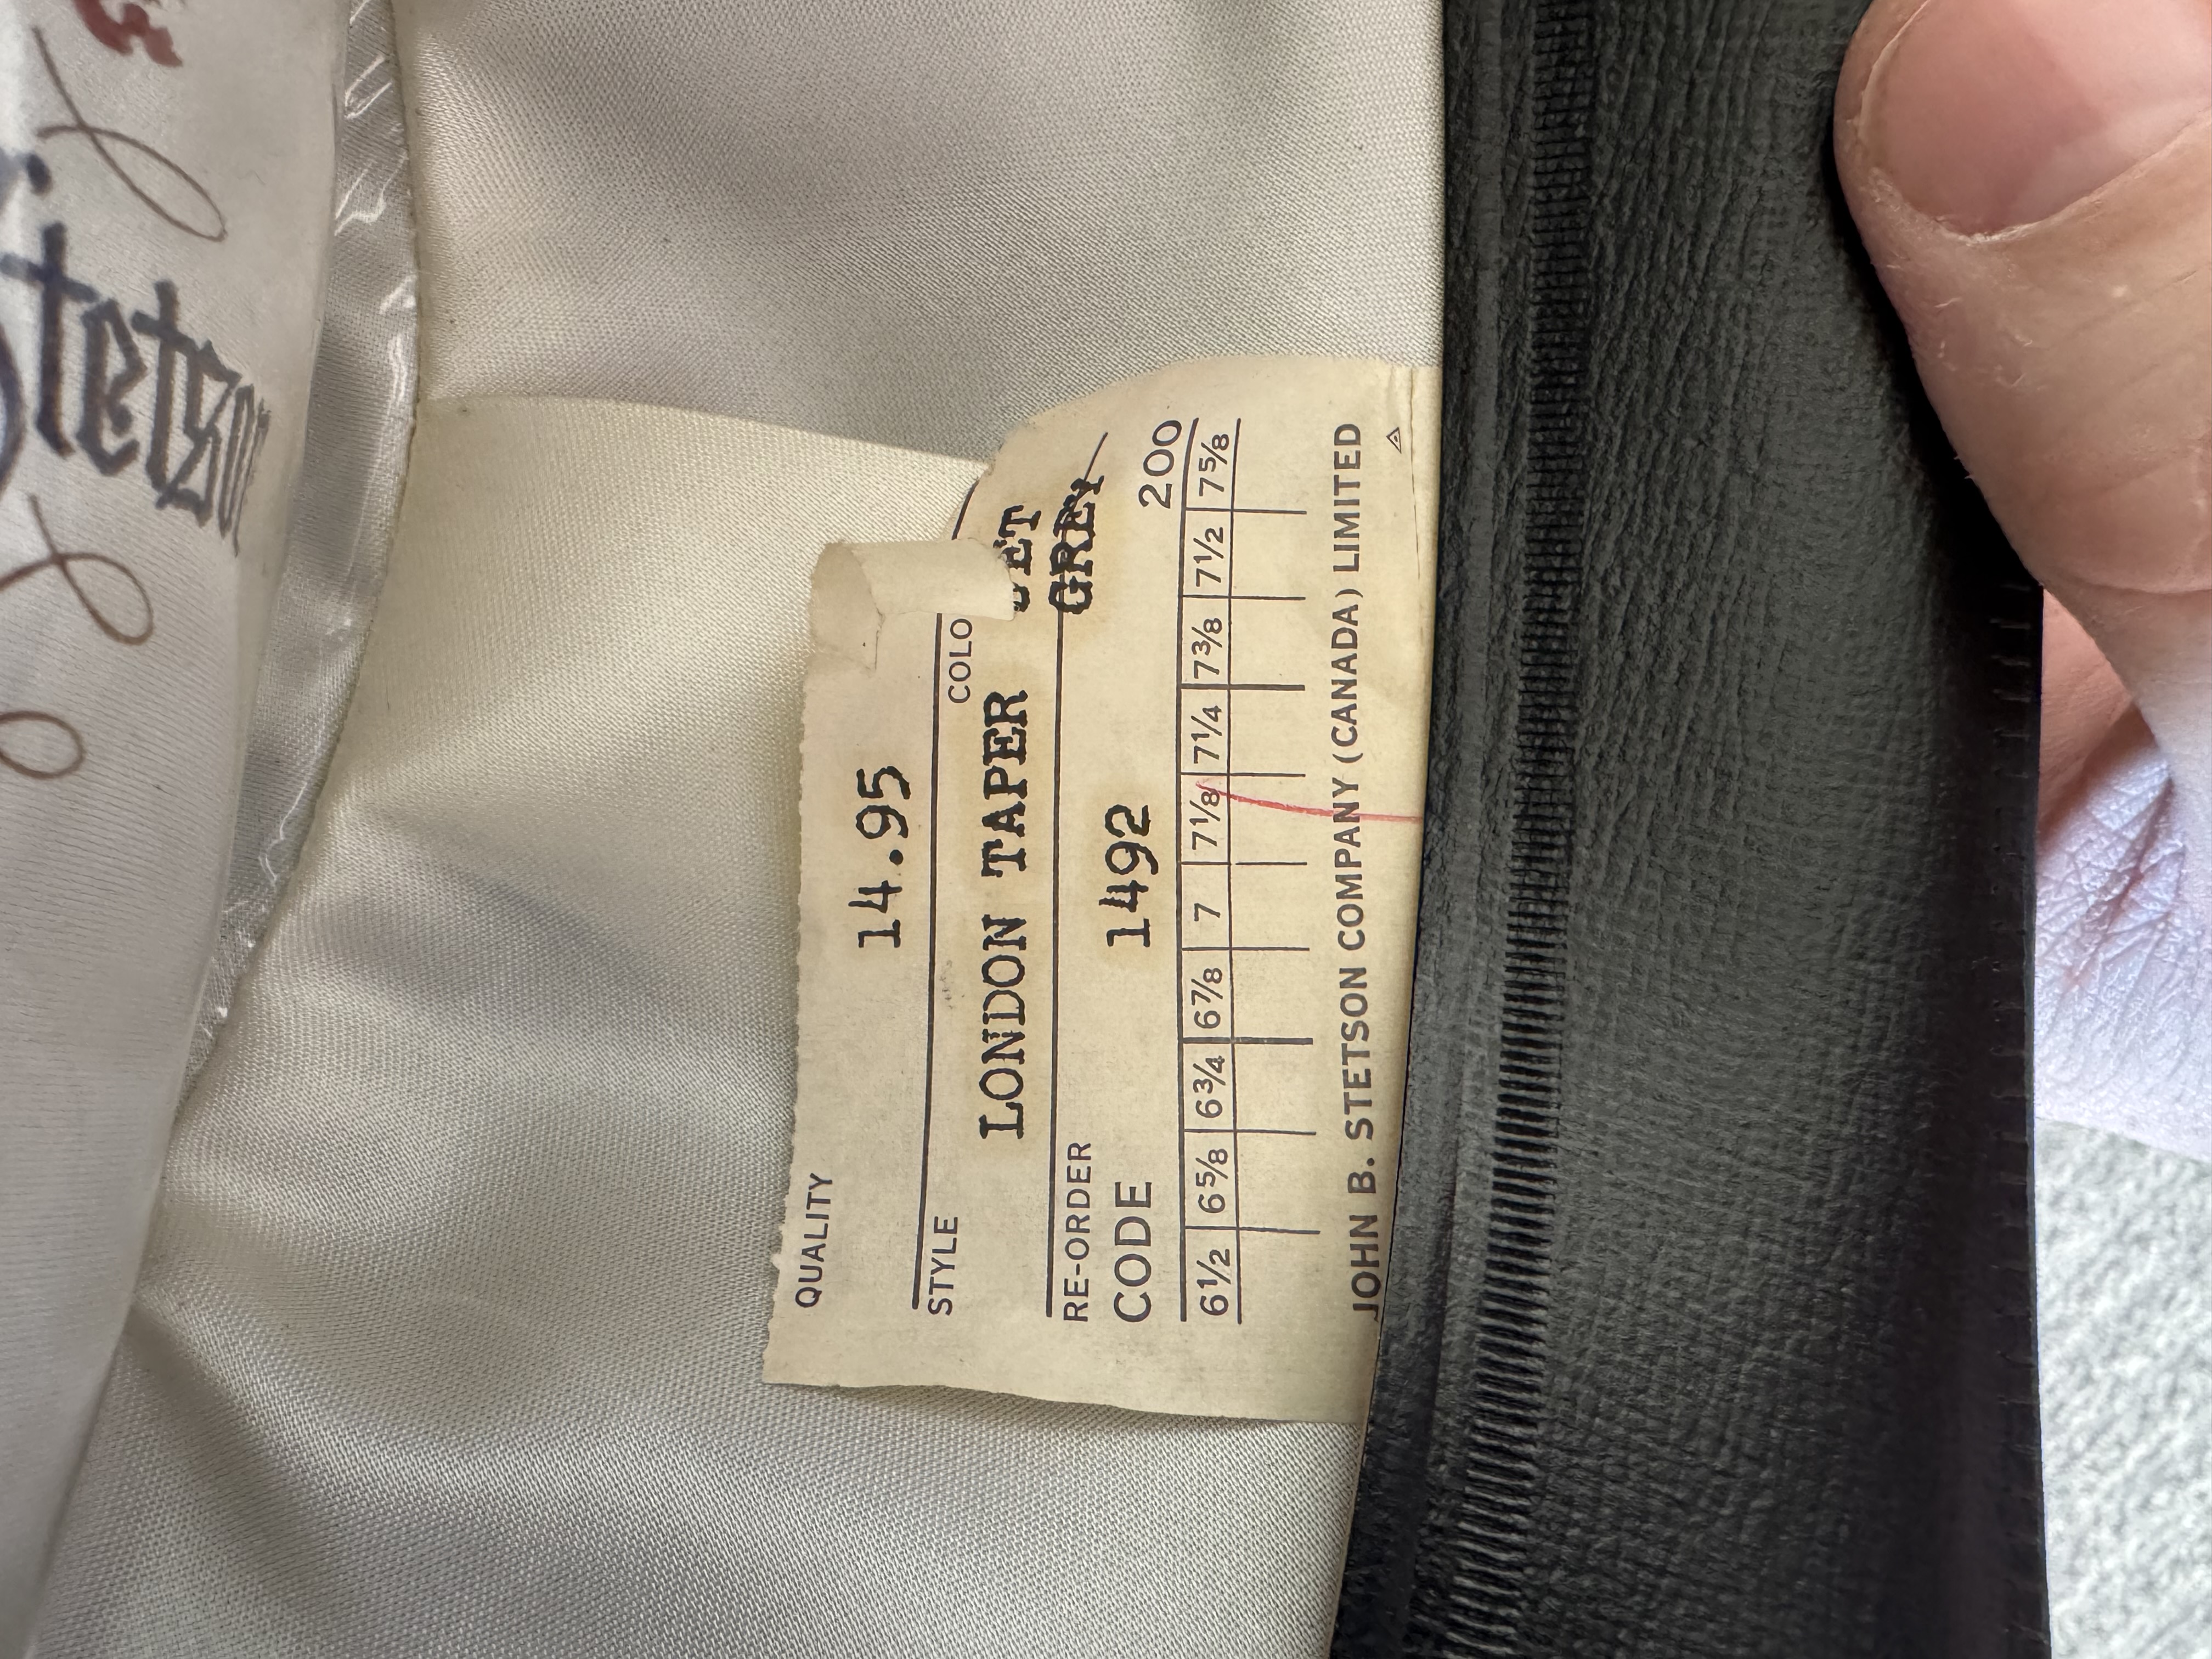 Stetson
QUALITY
14.95
STYLE COLO
LONDON TAPER
RE-ORDER GREY
CODE 1492 200
6½ 6⅝ 6¾ 6⅞ 7 7⅛ 7¼ 7⅜ 7½ 7⅝
JOHN B. STETSON COMPANY (CANADA) LIMITED